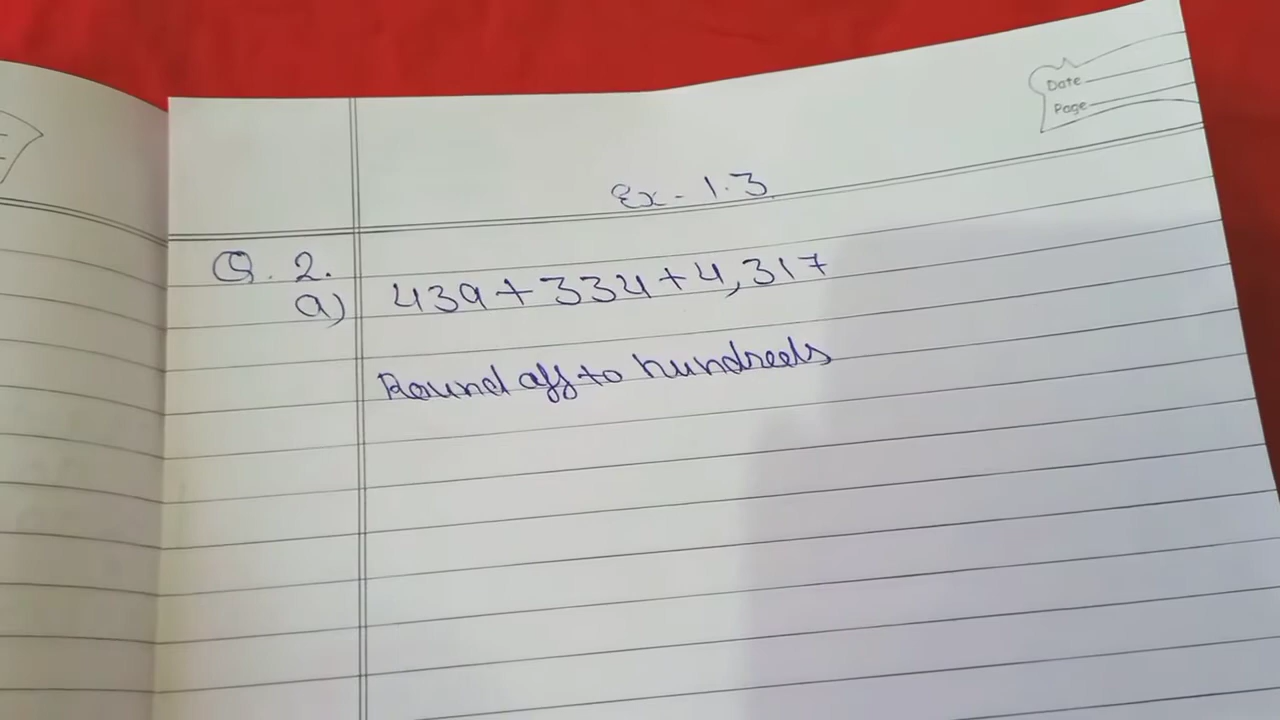 Date
Page
Ex - 1.3.
Q. 2.
a) 439 + 334 + 4,317
Round off to hundreds